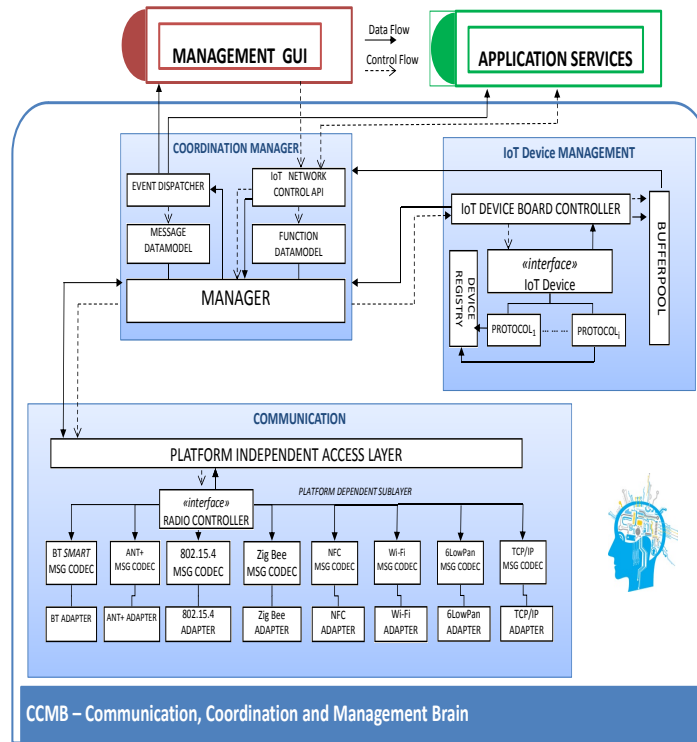 MANAGEMENT GUI
Data Flow
Control Flow
APPLICATION SERVICES
COORDINATION MANAGER
EVENT DISPATCHER
IoT NETWORK
CONTROL API
MESSAGE
DATAMODEL
FUNCTION
DATAMODEL
MANAGER
IoT Device MANAGEMENT
IoT DEVICE BOARD CONTROLLER
BUFFERPOOL
«interface»
IoT Device
DEVICE
REGISTRY
PROTOCOL1
... ... ...
PROTOCOLi
COMMUNICATION
PLATFORM INDEPENDENT ACCESS LAYER
«interface»
RADIO CONTROLLER
PLATFORM DEPENDENT SUBLAYER
BT SMART
MSG CODEC
ANT+
MSG CODEC
802.15.4
MSG CODEC
Zig Bee
MSG CODEC
NFC
MSG CODEC
Wi-Fi
MSG CODEC
6LowPan
MSG CODEC
TCP/IP
MSG CODEC
BT ADAPTER
ANT+ ADAPTER
802.15.4
ADAPTER
Zig Bee
ADAPTER
NFC
ADAPTER
Wi-Fi
ADAPTER
6LowPan
ADAPTER
TCP/IP
ADAPTER
CCMB – Communication, Coordination and Management Brain